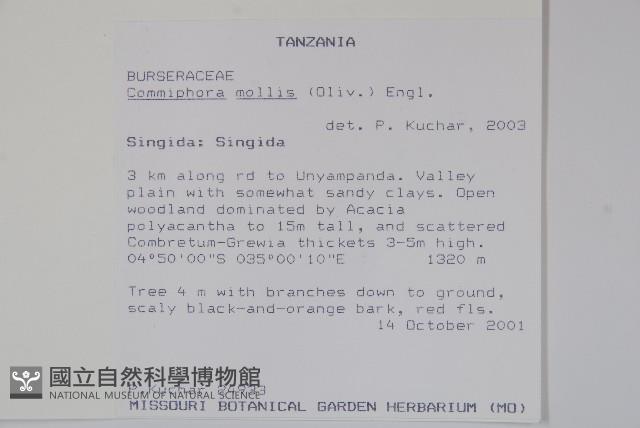 TANZANIA
BURSERACEAE
Commiphora mollis (Oliv.) Engl.
det. P. Kuchar, 2003
Singida: Singida
3 km along rd to Unyampanda. Valley
plain with somewhat sandy clays. Open
woodland dominated by Acacia
polyacantha to 15m tall, and scattered
Combretum-Grewia thickets 3-5m high.
04°50'00"S 035°00'10"E 1320 m
Tree 4 m with branches down to ground,
scaly black-and-orange bark, red fls.
14 October 2001
國立自然科學博物館
P. Kuchar
NATIONAL MUSEUM OF NATURAL SCIENCE
MISSOURI BOTANICAL GARDEN HERBARIUM (MO)